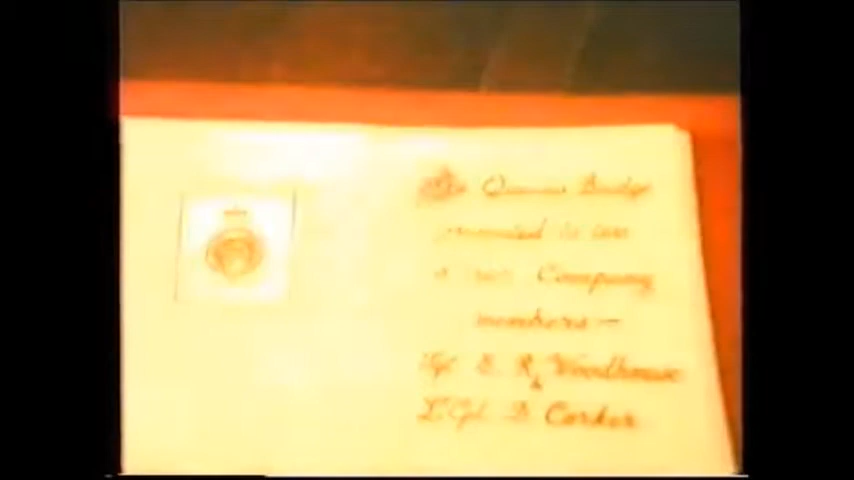 The Queens Badge
presented to two
Company
members —
Sgt E. R. Woodhouse
L/Cpl B Corker